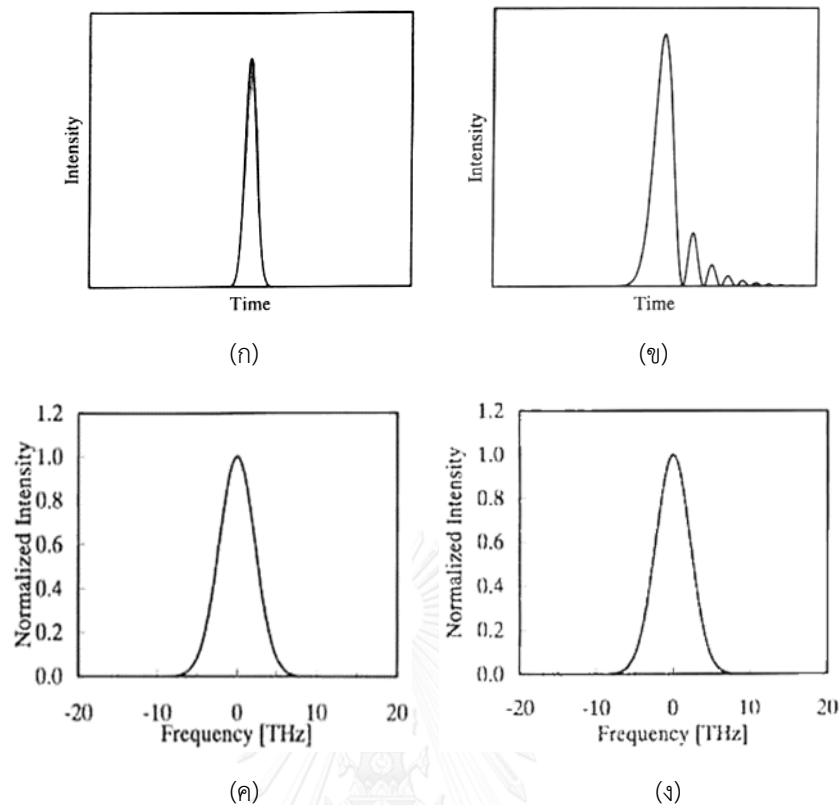 Intensity
Time
(ก)
Intensity
Time
(ข)
Normalized Intensity
1.2
1.0
0.8
0.6
0.4
0.2
0.0
-20 -10 0 10 20
Frequency [THz]
(ค)
Normalized Intensity
1.2
1.0
0.8
0.6
0.4
0.2
0.0
-20 -10 0 10 20
Frequency [THz]
(ง)